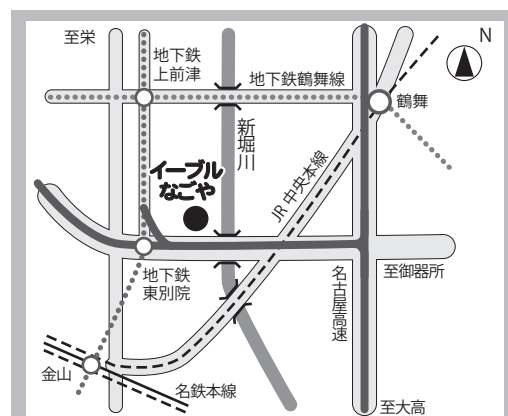 至栄
地下鉄
上前津
N
地下鉄鶴舞線
鶴舞
新堀川
イーブル
なごや
JR中央本線
地下鉄
東別院
名古屋高速
至御器所
金山
名鉄本線
至大高